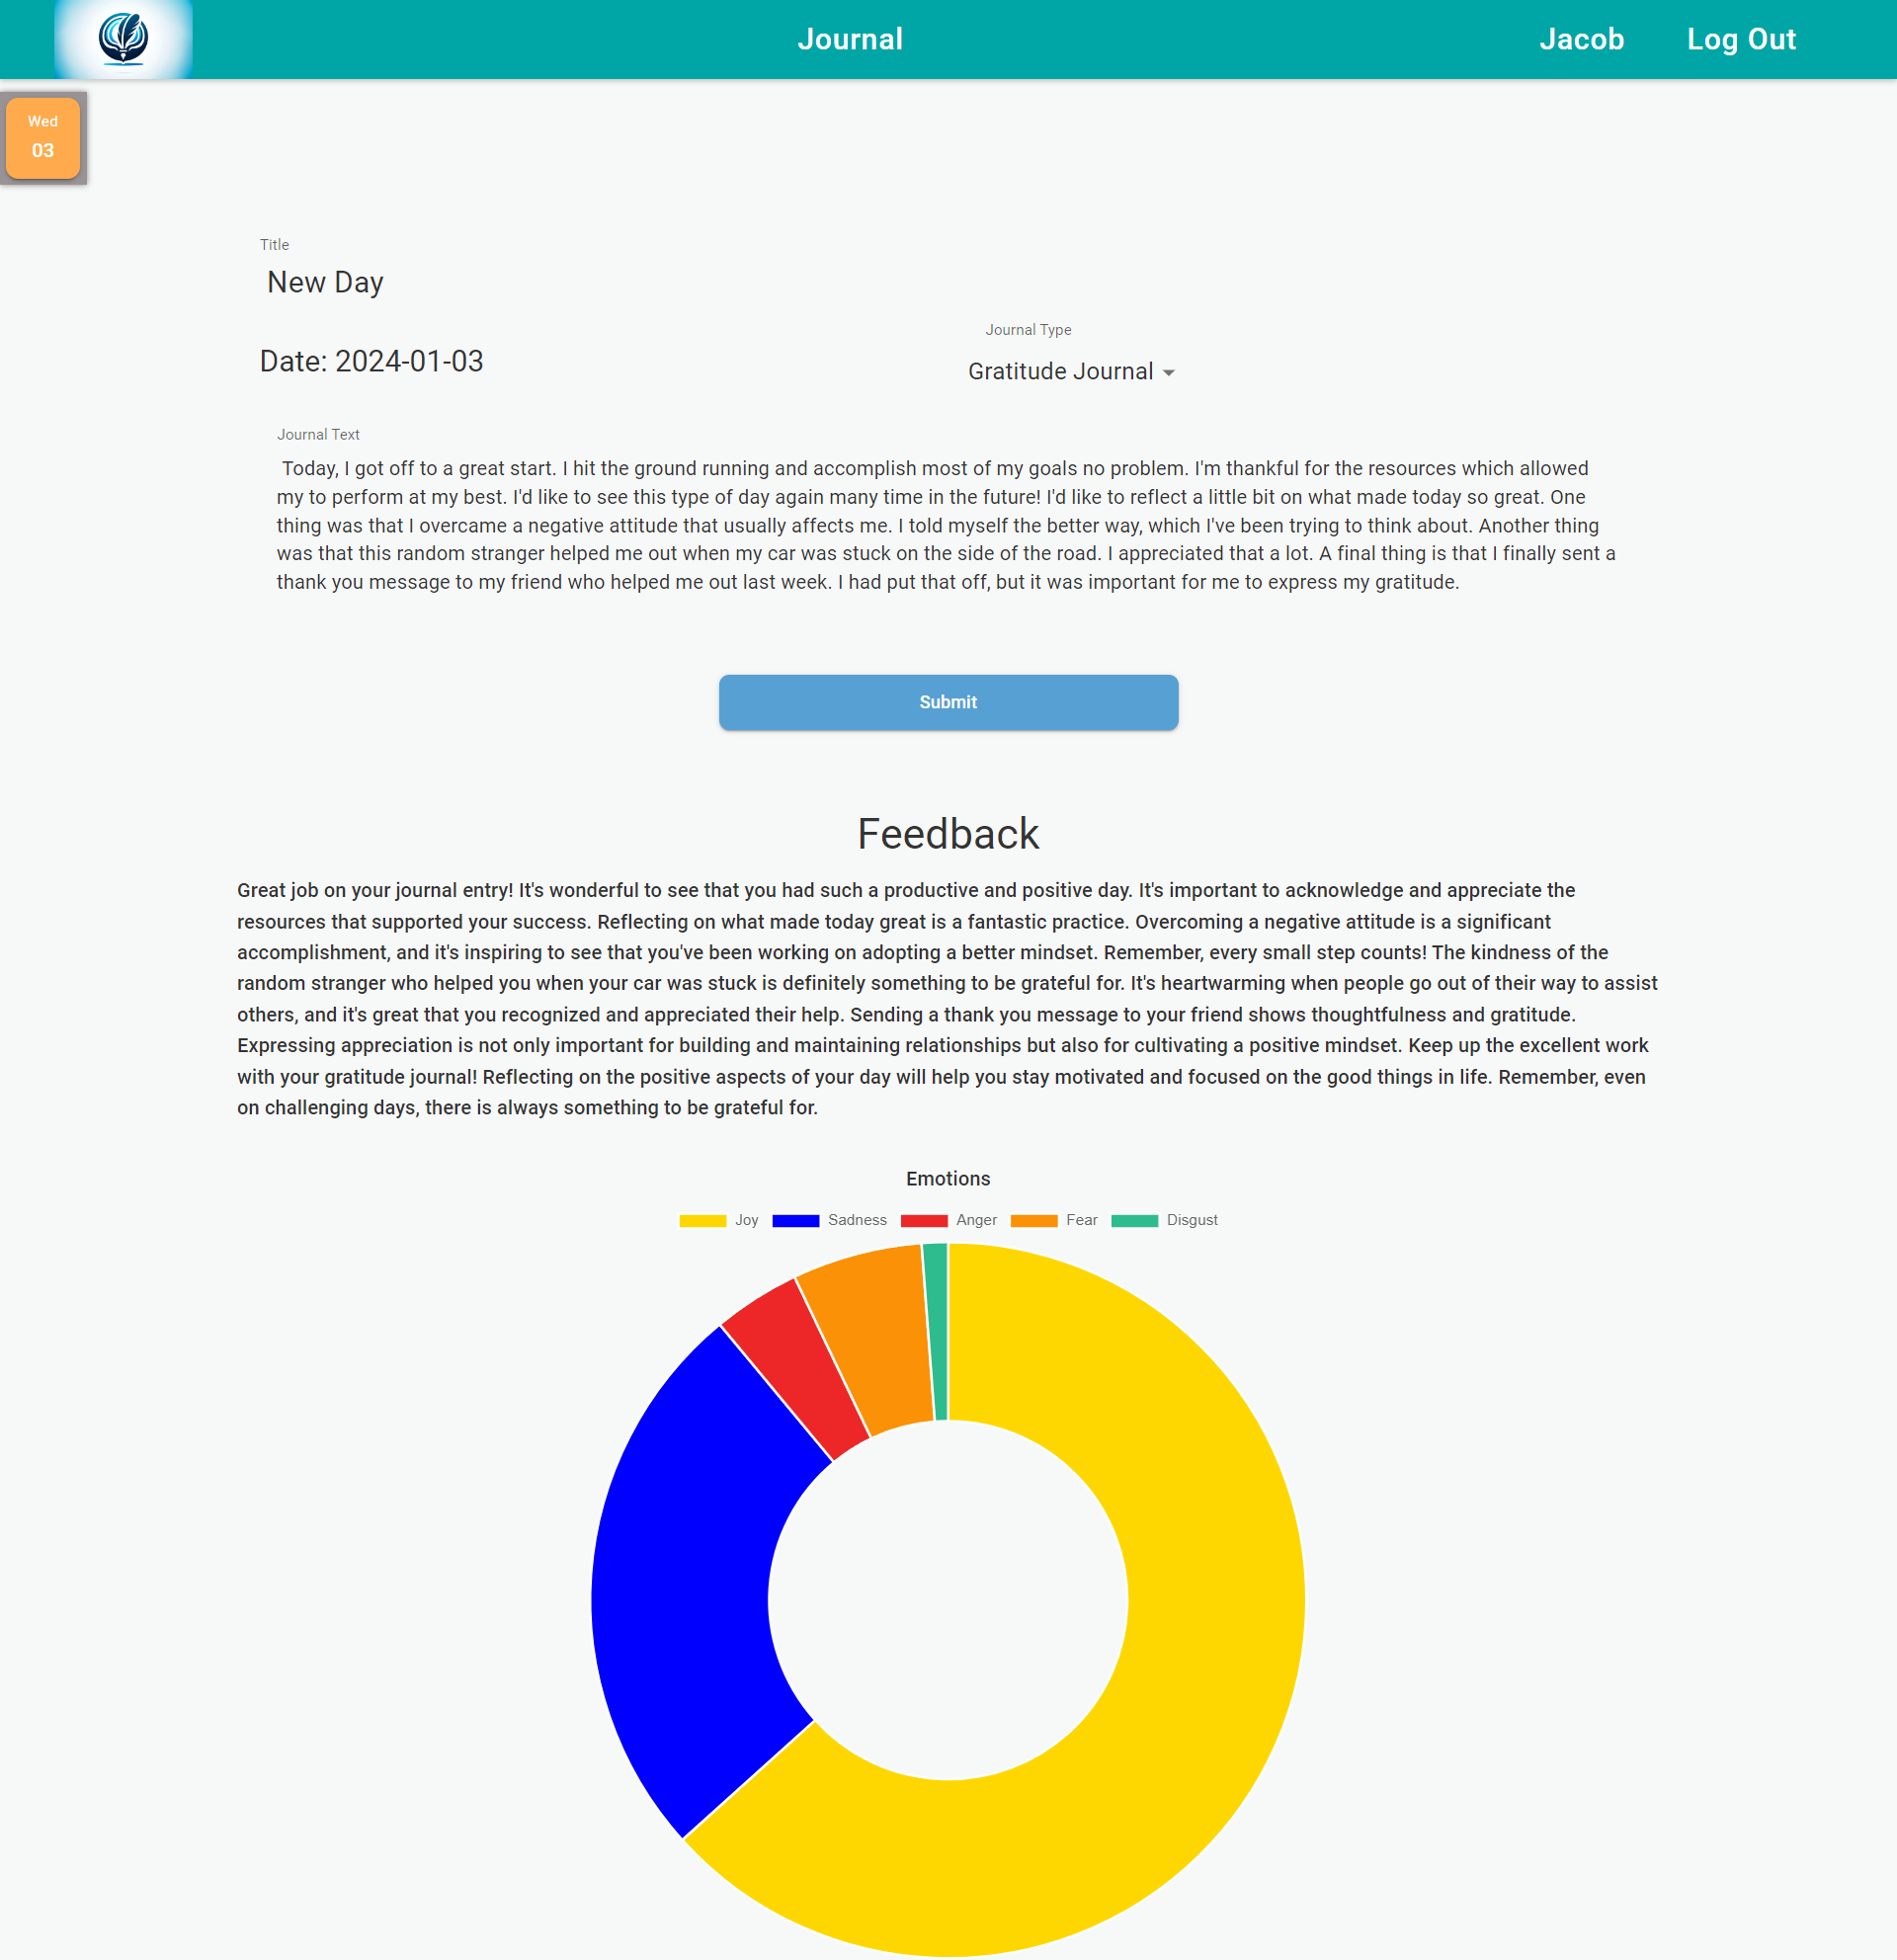 Journal
Jacob
Log Out
Wed
03
Title
New Day
Journal Type
Date: 2024-01-03
Gratitude Journal
Journal Text
Today, I got off to a great start. I hit the ground running and accomplish most of my goals no problem. I'm thankful for the resources which allowed
my to perform at my best. I'd like to see this type of day again many time in the future! I'd like to reflect a little bit on what made today so great. One
thing was that I overcame a negative attitude that usually affects me. I told myself the better way, which I've been trying to think about. Another thing
was that this random stranger helped me out when my car was stuck on the side of the road. I appreciated that a lot. A final thing is that I finally sent a
thank you message to my friend who helped me out last week. I had put that off, but it was important for me to express my gratitude.
Submit
Feedback
Great job on your journal entry! It's wonderful to see that you had such a productive and positive day. It's important to acknowledge and appreciate the
resources that supported your success. Reflecting on what made today great is a fantastic practice. Overcoming a negative attitude is a significant
accomplishment, and it's inspiring to see that you've been working on adopting a better mindset. Remember, every small step counts! The kindness of the
random stranger who helped you when your car was stuck is definitely something to be grateful for. It's heartwarming when people go out of their way to assist
others, and it's great that you recognized and appreciated their help. Sending a thank you message to your friend shows thoughtfulness and gratitude.
Expressing appreciation is not only important for building and maintaining relationships but also for cultivating a positive mindset. Keep up the excellent work
with your gratitude journal! Reflecting on the positive aspects of your day will help you stay motivated and focused on the good things in life. Remember, even
on challenging days, there is always something to be grateful for.
Emotions
Joy
Sadness
Anger
Fear
Disgust